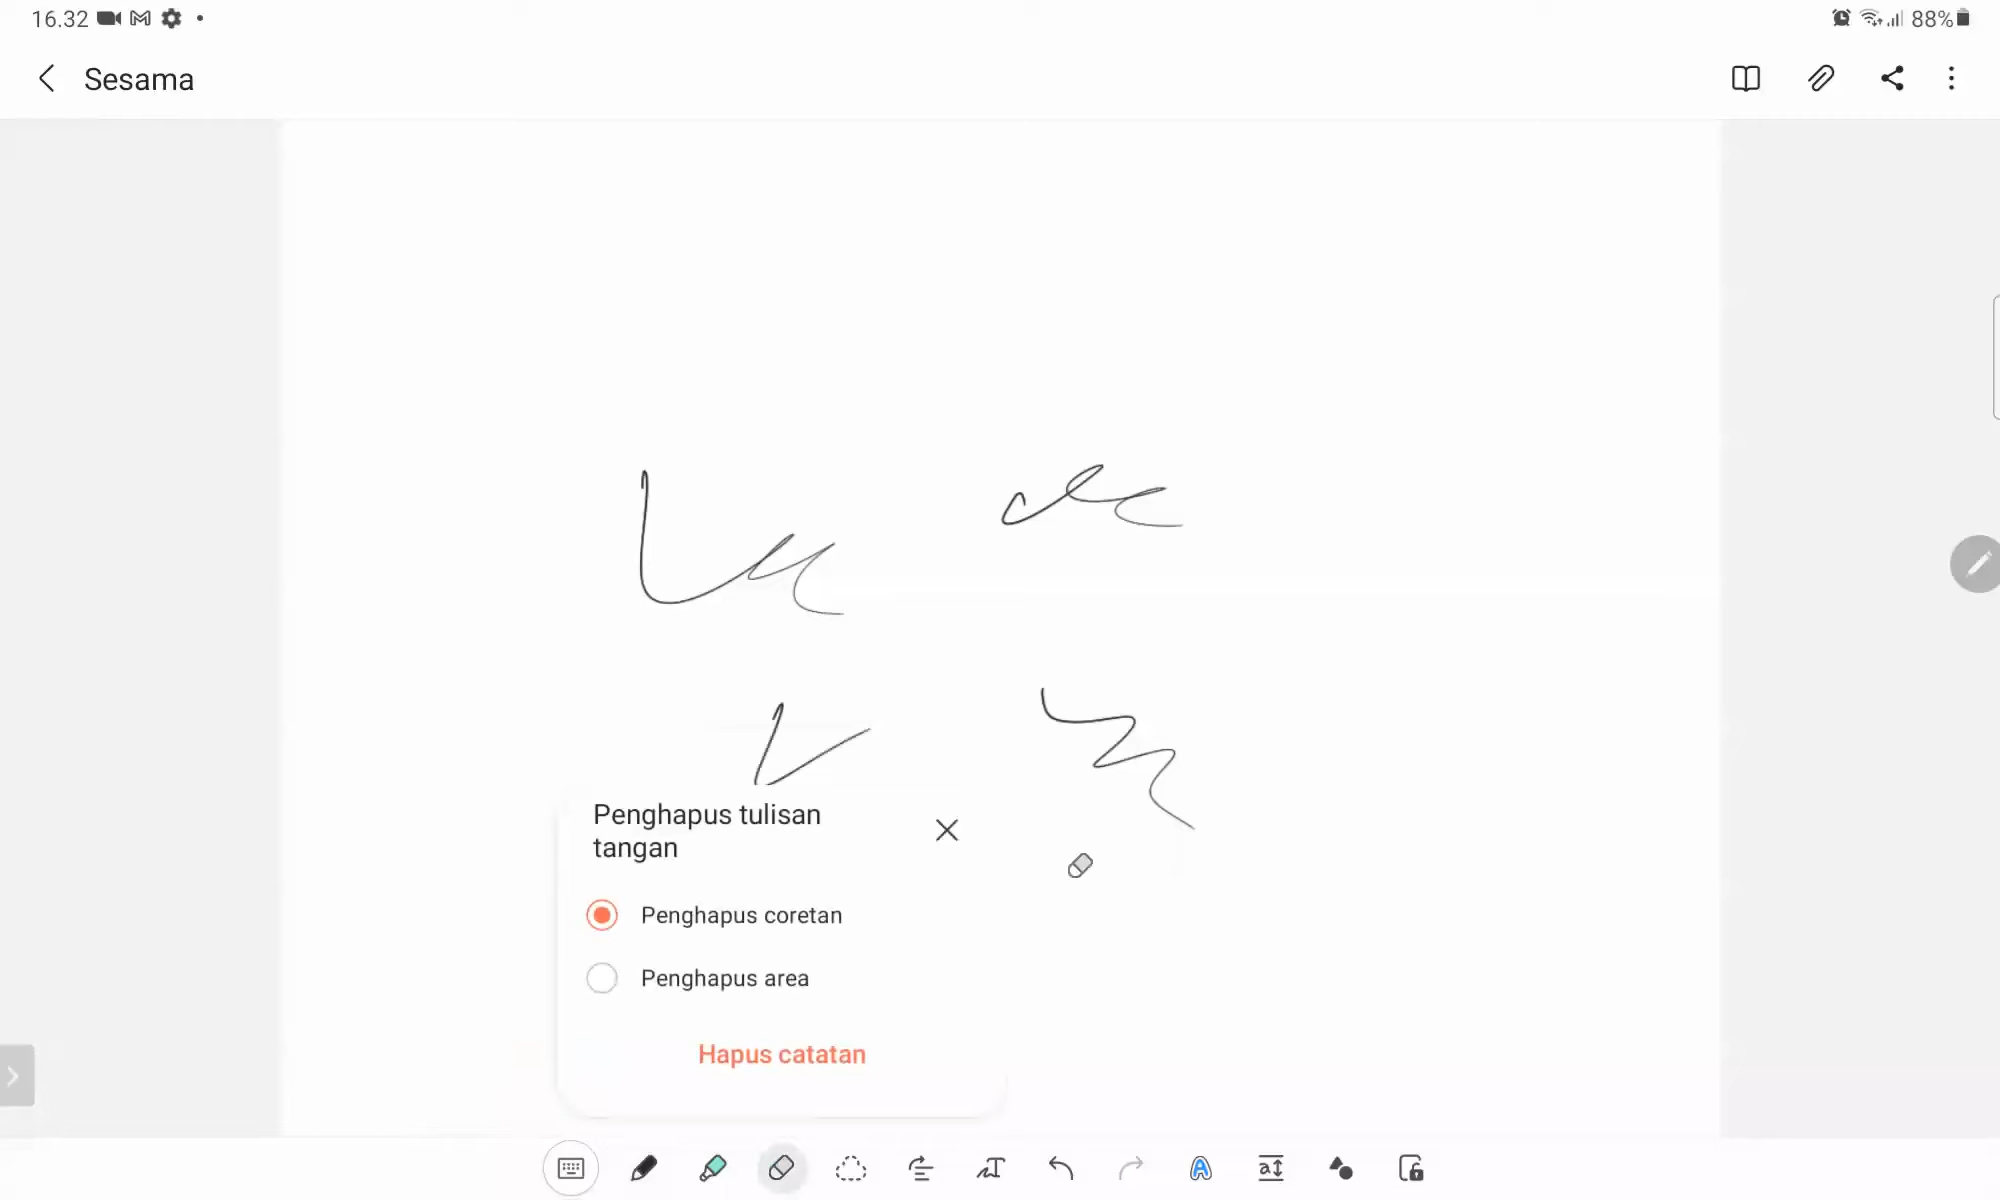 16.32 88%
Sesama
Penghapus tulisan
tangan
Penghapus coretan
Penghapus area
Hapus catatan